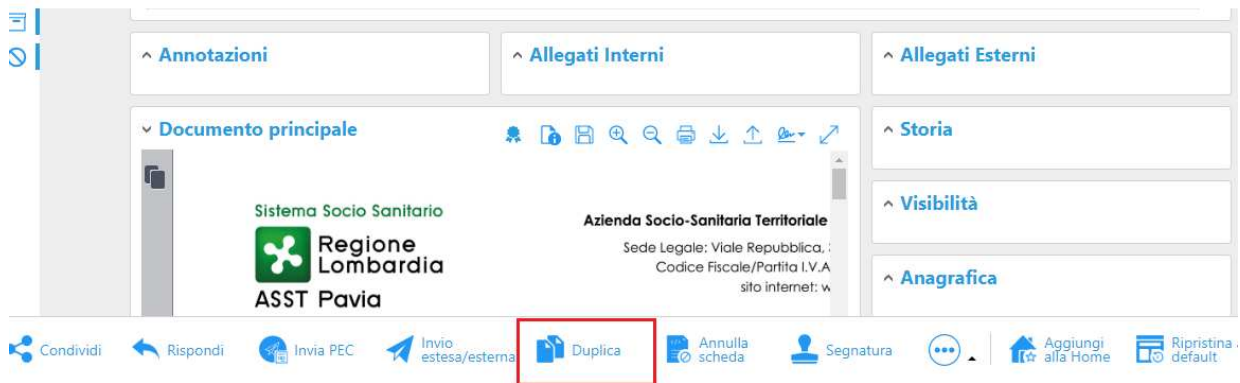 Annotazioni
Allegati Interni
Allegati Esterni
Documento principale
Storia
Sistema Socio Sanitario
Regione
Lombardia
ASST Pavia
Azienda Socio-Sanitaria Territoriale
Sede Legale: Viale Repubblica,
Codice Fiscale/Partita I.V.A
sito internet: w
Visibilità
Anagrafica
Condividi
Rispondi
Invia PEC
Invio
estesa/esterna
Duplica
Annulla
scheda
Segnatura
Aggiungi
alla Home
Ripristina
default